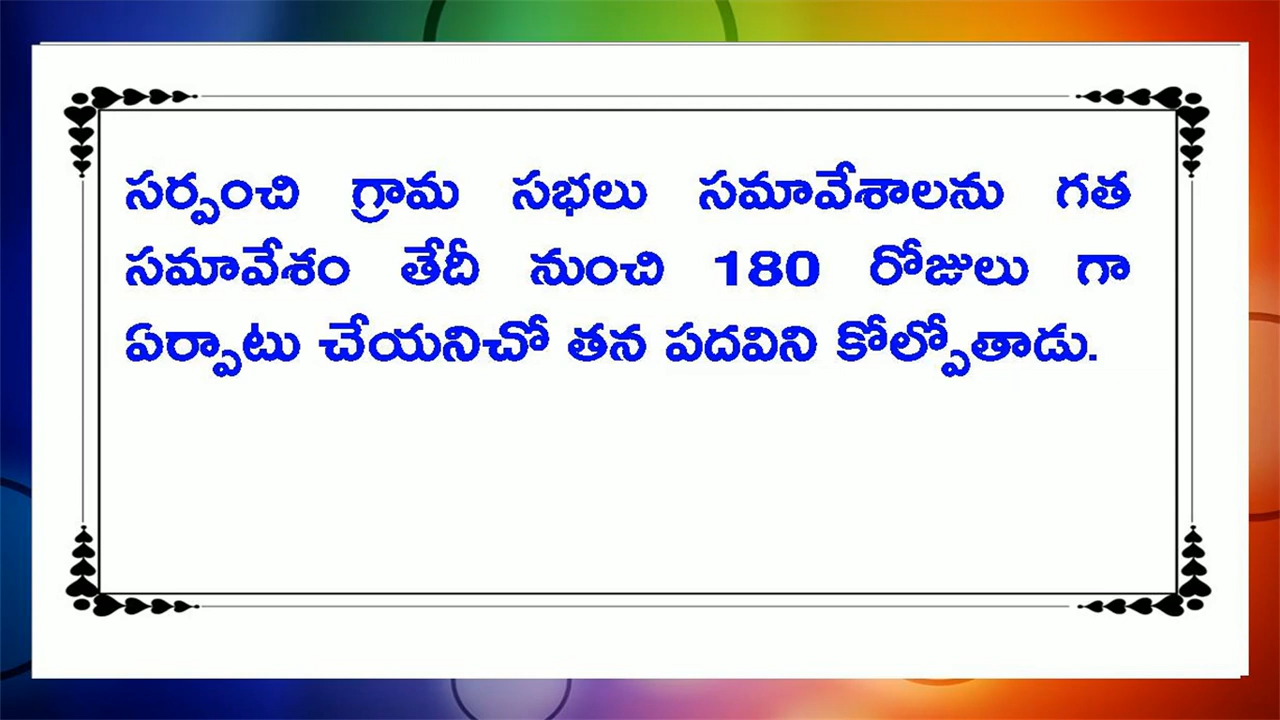 సర్పంచి గ్రామ సభలు సమావేశాలను గత
సమావేశం తేదీ నుంచి 180 రోజులు గా
ఏర్పాటు చేయనిచో తన పదవిని కోల్పోతాడు.